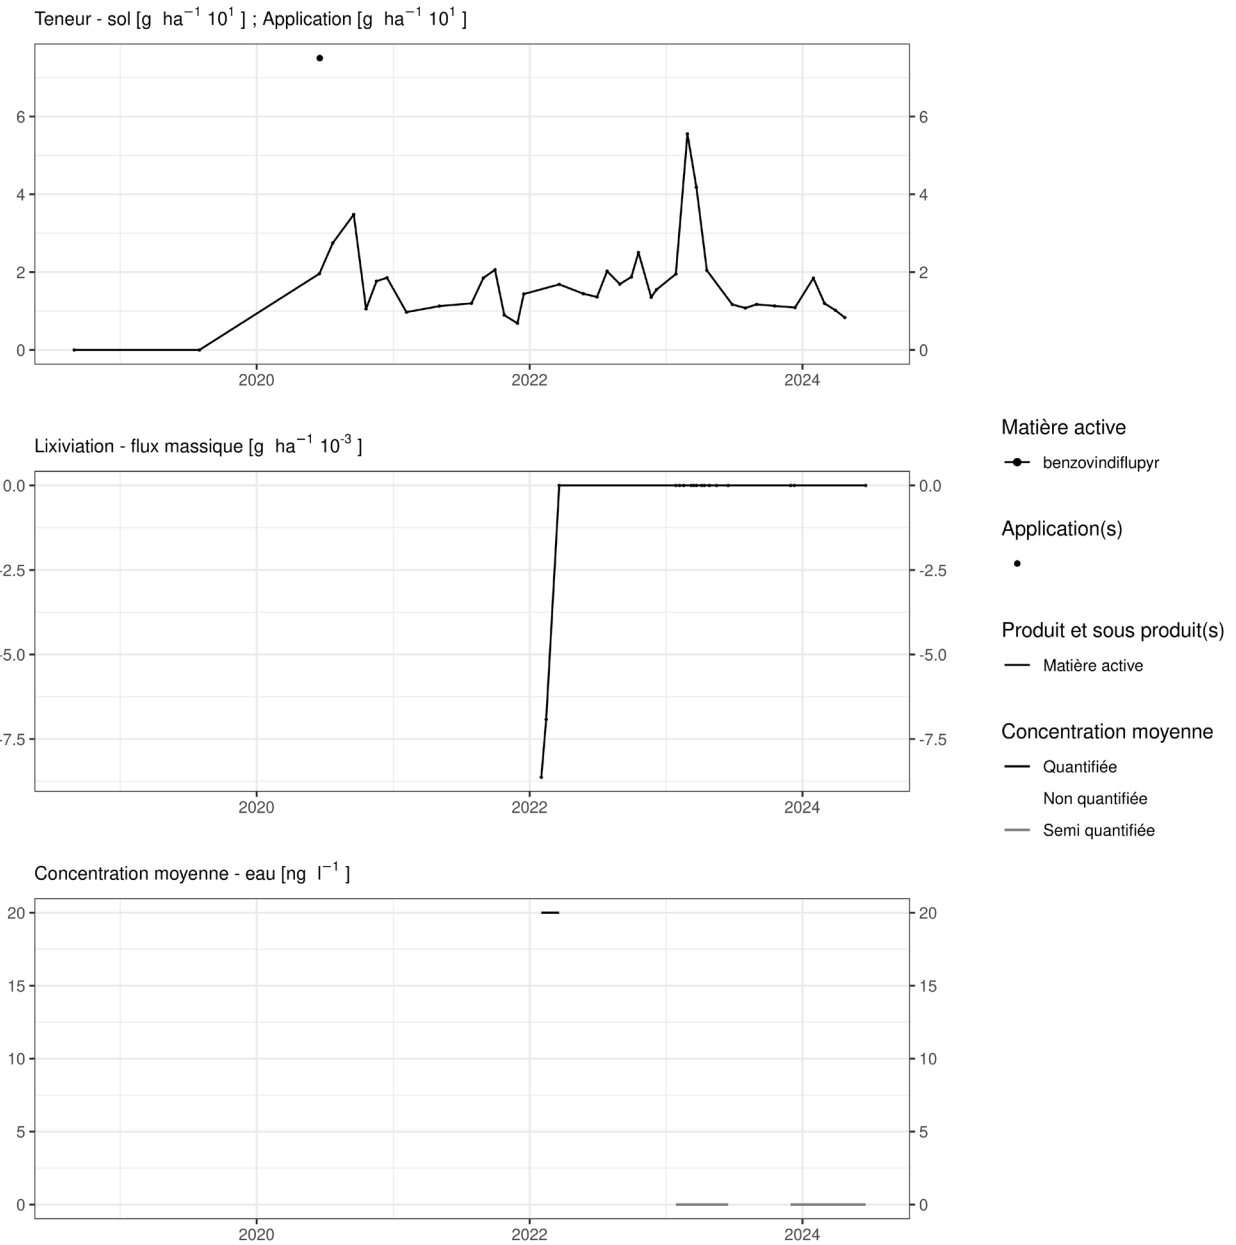 Teneur - sol [g ha⁻¹ 10¹ ] ; Application [g ha⁻¹ 10¹ ]
6 6
4 4
2 2
0 0
2020 2022 2024
Lixiviation - flux massique [g ha⁻¹ 10⁻³ ]
0.0 0.0
-2.5 -2.5
-5.0 -5.0
-7.5 -7.5
2020 2022 2024
Concentration moyenne - eau [ng l⁻¹ ]
20 20
15 15
10 10
5 5
0 0
2020 2022 2024
Matière active
benzovindiflupyr
Application(s)
Produit et sous produit(s)
Matière active
Concentration moyenne
Quantifiée
Non quantifiée
Semi quantifiée